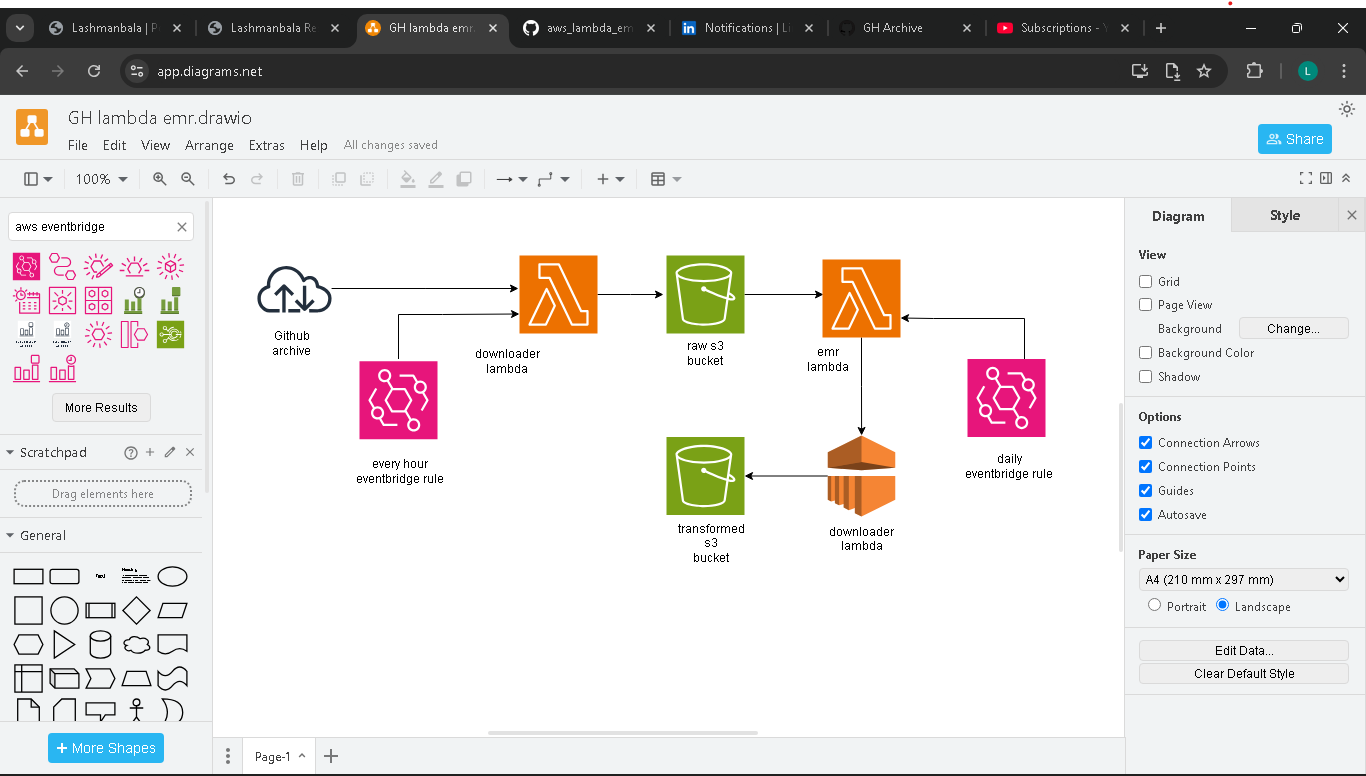 Lashmanbala | P
Lashmanbala Re
GH lambda emr.
aws_lambda_em
Notifications | Li
GH Archive
Subscriptions - Y
app.diagrams.net
L
GH lambda emr.drawio
File Edit View Arrange Extras Help All changes saved
Share
100%
aws eventbridge
More Results
Scratchpad
Drag elements here
General
Text
Heading
More Shapes
Github
archive
downloader
lambda
raw s3
bucket
emr
lambda
every hour
eventbridge rule
daily
eventbridge rule
transformed
s3
bucket
downloader
lambda
Page-1
Diagram
Style
View
Grid
Page View
Background
Change...
Background Color
Shadow
Options
Connection Arrows
Connection Points
Guides
Autosave
Paper Size
A4 (210 mm x 297 mm)
Portrait
Landscape
Edit Data...
Clear Default Style